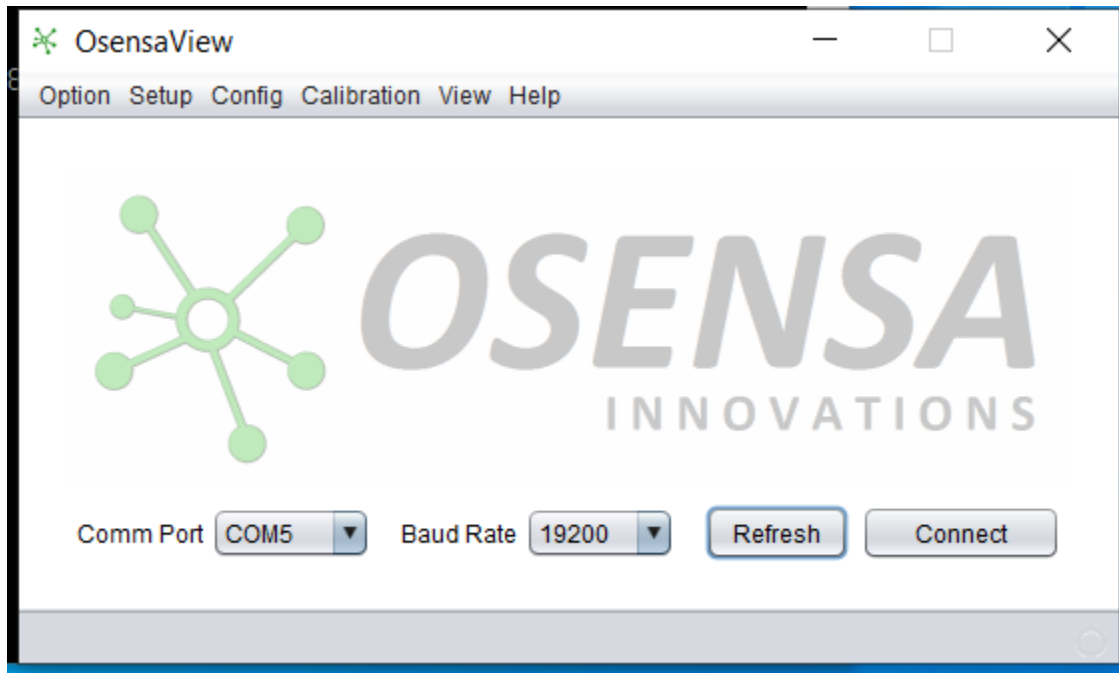 OsensaView
Option Setup Config Calibration View Help
OSENSA
INNOVATIONS
Comm Port COM5 Baud Rate 19200 Refresh Connect